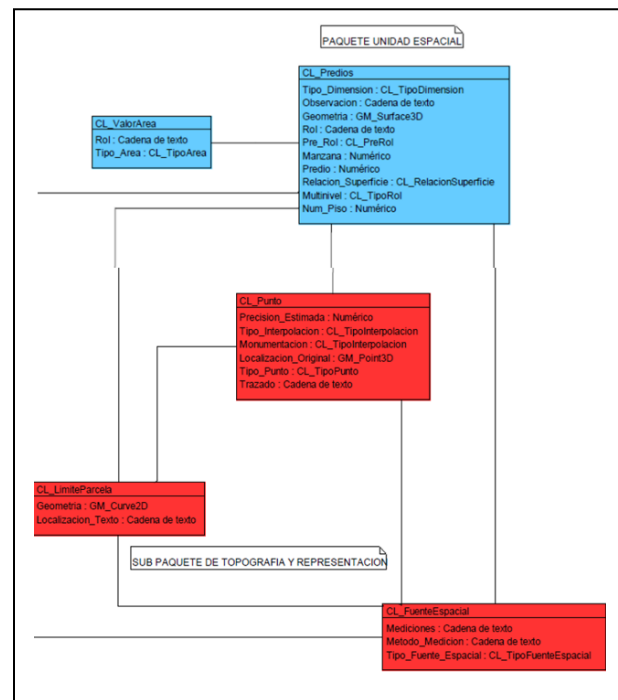 PAQUETE UNIDAD ESPACIAL
CL_Predios
Tipo_Dimension : CL_TipoDimension
Observacion : Cadena de texto
Geometria : GM_Surface3D
Rol : Cadena de texto
Pre_Rol : CL_PreRol
Manzana : Numérico
Predio : Numérico
Relacion_Superficie : CL_RelacionSuperficie
Multinivel : CL_TipoRol
Num_Piso : Numérico
CL_ValorArea
Rol : Cadena de texto
Tipo_Area : CL_TipoArea
CL_Punto
Precision_Estimada : Numérico
Tipo_Interpolacion : CL_TipoInterpolacion
Monumentacion : CL_TipoInterpolacion
Localizacion_Original : GM_Point3D
Tipo_Punto : CL_TipoPunto
Trazado : Cadena de texto
CL_LimiteParcela
Geometria : GM_Curve2D
Localizacion_Texto : Cadena de texto
SUB PAQUETE DE TOPOGRAFIA Y REPRESENTACION
CL_FuenteEspacial
Mediciones : Cadena de texto
Metodo_Medicion : Cadena de texto
Tipo_Fuente_Espacial : CL_TipoFuenteEspacial